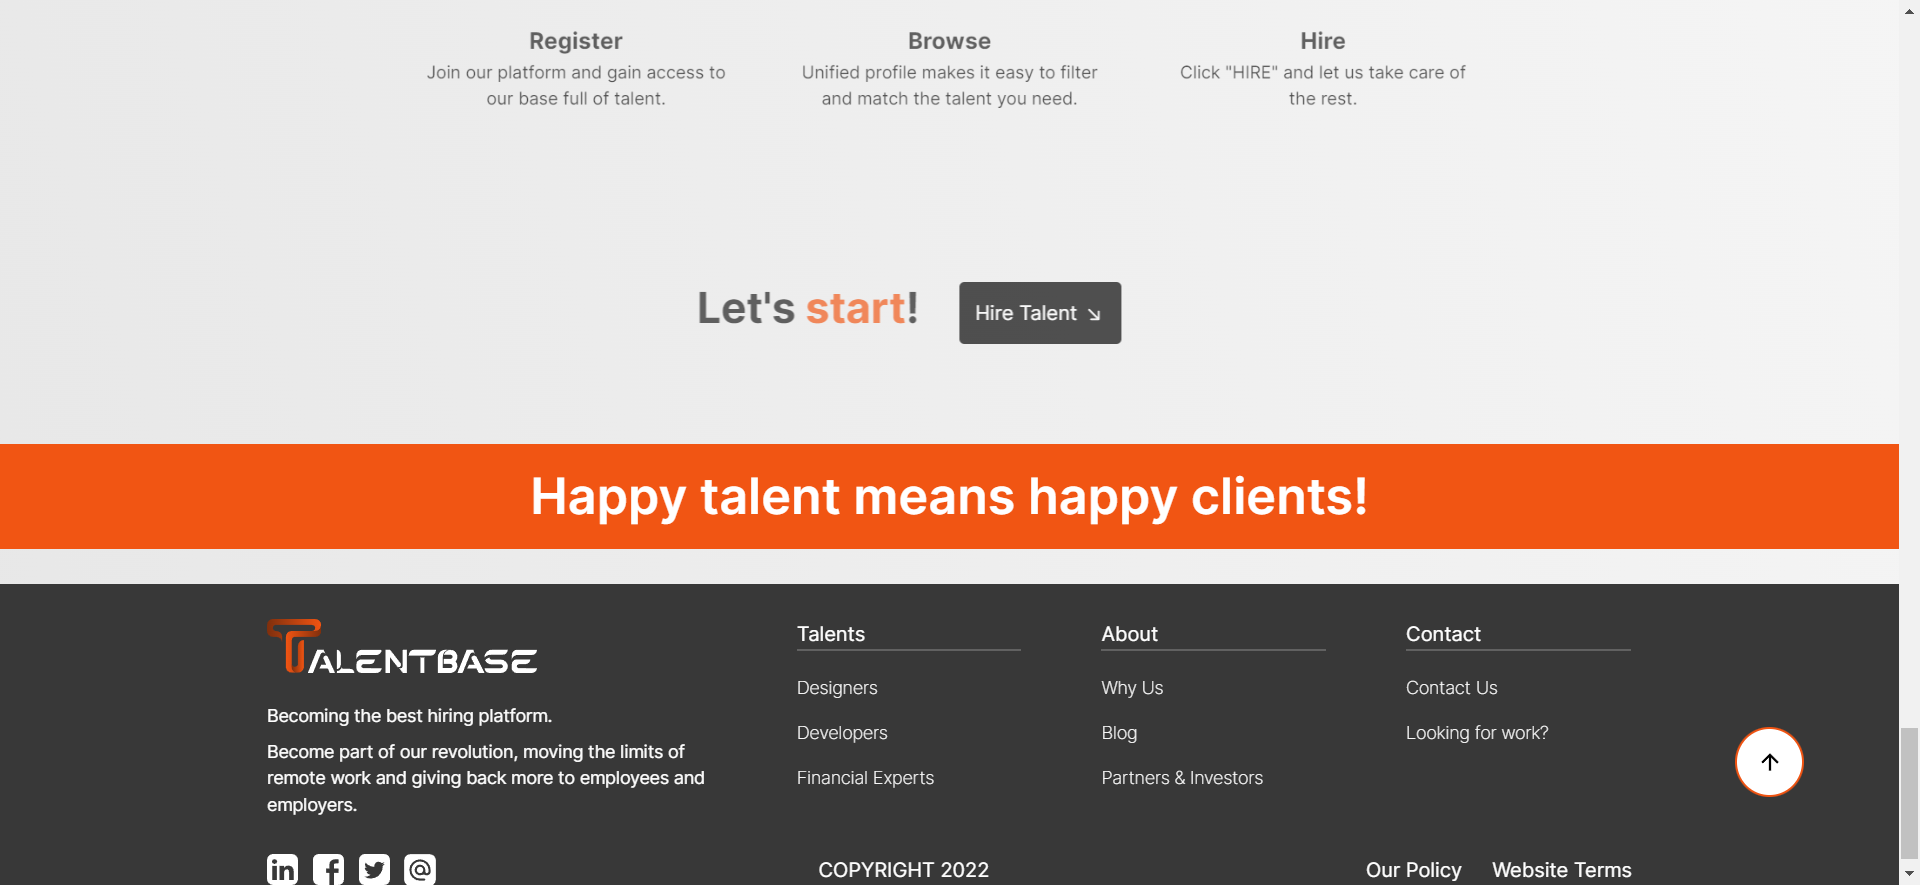 Register
Join our platform and gain access to
our base full of talent.
Browse
Unified profile makes it easy to filter
and match the talent you need.
Hire
Click "HIRE" and let us take care of
the rest.
Let's start!
Hire Talent
Happy talent means happy clients!
TALENTBASE
Becoming the best hiring platform.
Become part of our revolution, moving the limits of
remote work and giving back more to employees and
employers.
Talents
Designers
Developers
Financial Experts
About
Why Us
Blog
Partners & Investors
Contact
Contact Us
Looking for work?
COPYRIGHT 2022
Our Policy
Website Terms